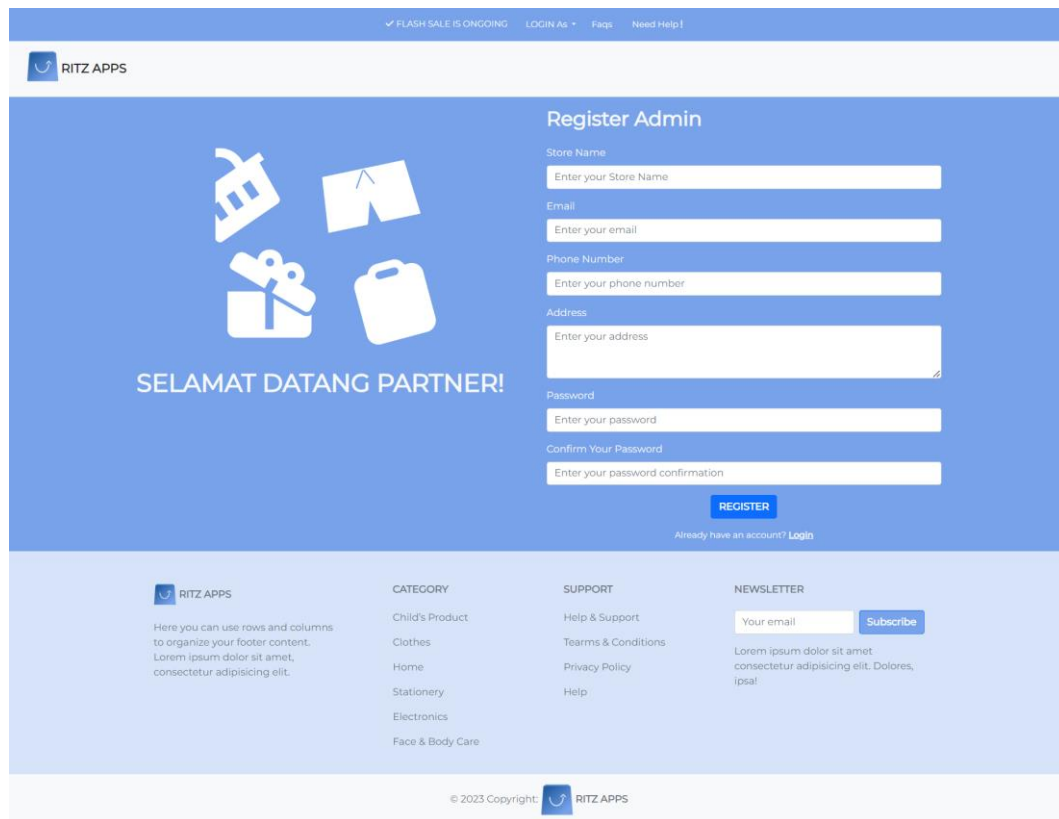 FLASH SALE IS ONGOING LOGIN As Faqs Need Help !
RITZ APPS
SELAMAT DATANG PARTNER!
Register Admin
Store Name
Enter your Store Name
Email
Enter your email
Phone Number
Enter your phone number
Address
Enter your address
Password
Enter your password
Confirm Your Password
Enter your password confirmation
REGISTER
Already have an account? Login
RITZ APPS
Here you can use rows and columns
to organize your footer content.
Lorem ipsum dolor sit amet,
consectetur adipisicing elit.
CATEGORY
Child's Product
Clothes
Home
Stationery
Electronics
Face & Body Care
SUPPORT
Help & Support
Tearms & Conditions
Privacy Policy
Help
NEWSLETTER
Your email Subscribe
Lorem ipsum dolor sit amet
consectetur adipisicing elit. Dolores,
ipsa!
© 2023 Copyright: RITZ APPS